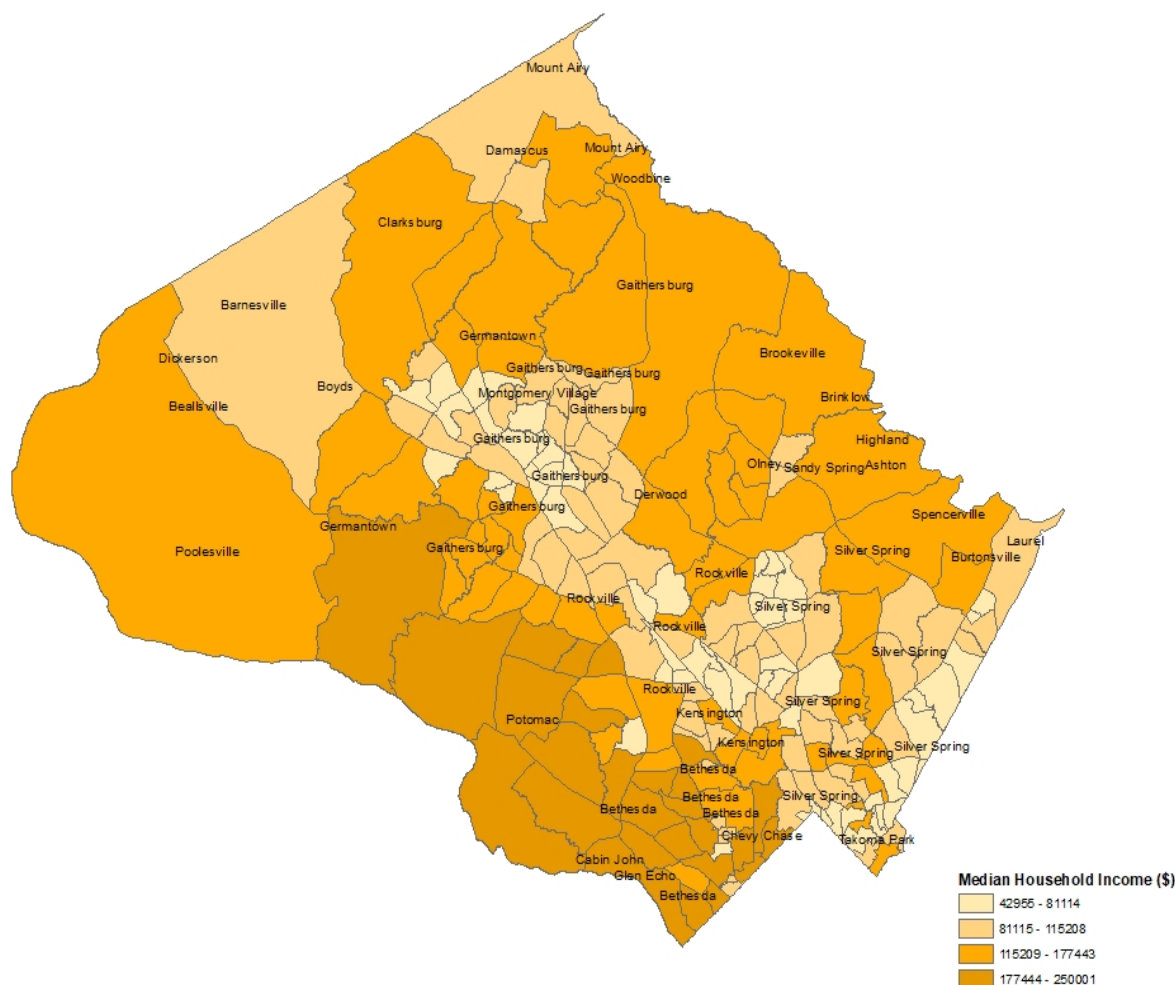 Mount Airy
Damascus
Mount Airy
Woodbine
Clarksburg
Gaithersburg
Barnesville
Germantown
Brookeville
Dickerson
Gaithersburg
Gaithersburg
Boyds
Montgomery Village
Brinklow
Beallsville
Gaithersburg
Gaithersburg
Highland
Olney
Sandy Spring
Ashton
Gaithersburg
Derwood
Gaithersburg
Spencerville
Germantown
Laurel
Poolesville
Gaithersburg
Silver Spring
Burtonsville
Rockville
Rockville
Silver Spring
Rockville
Silver Spring
Rockville
Silver Spring
Kensington
Potomac
Kensington
Silver Spring
Silver Spring
Bethesda
Bethesda
Silver Spring
Bethesda
Bethesda
Chevy Chase
Takoma Park
Cabin John
Glen Echo
Bethesda
Median Household Income ($)
42955 - 81114
81115 - 115208
115209 - 177443
177444 - 250001